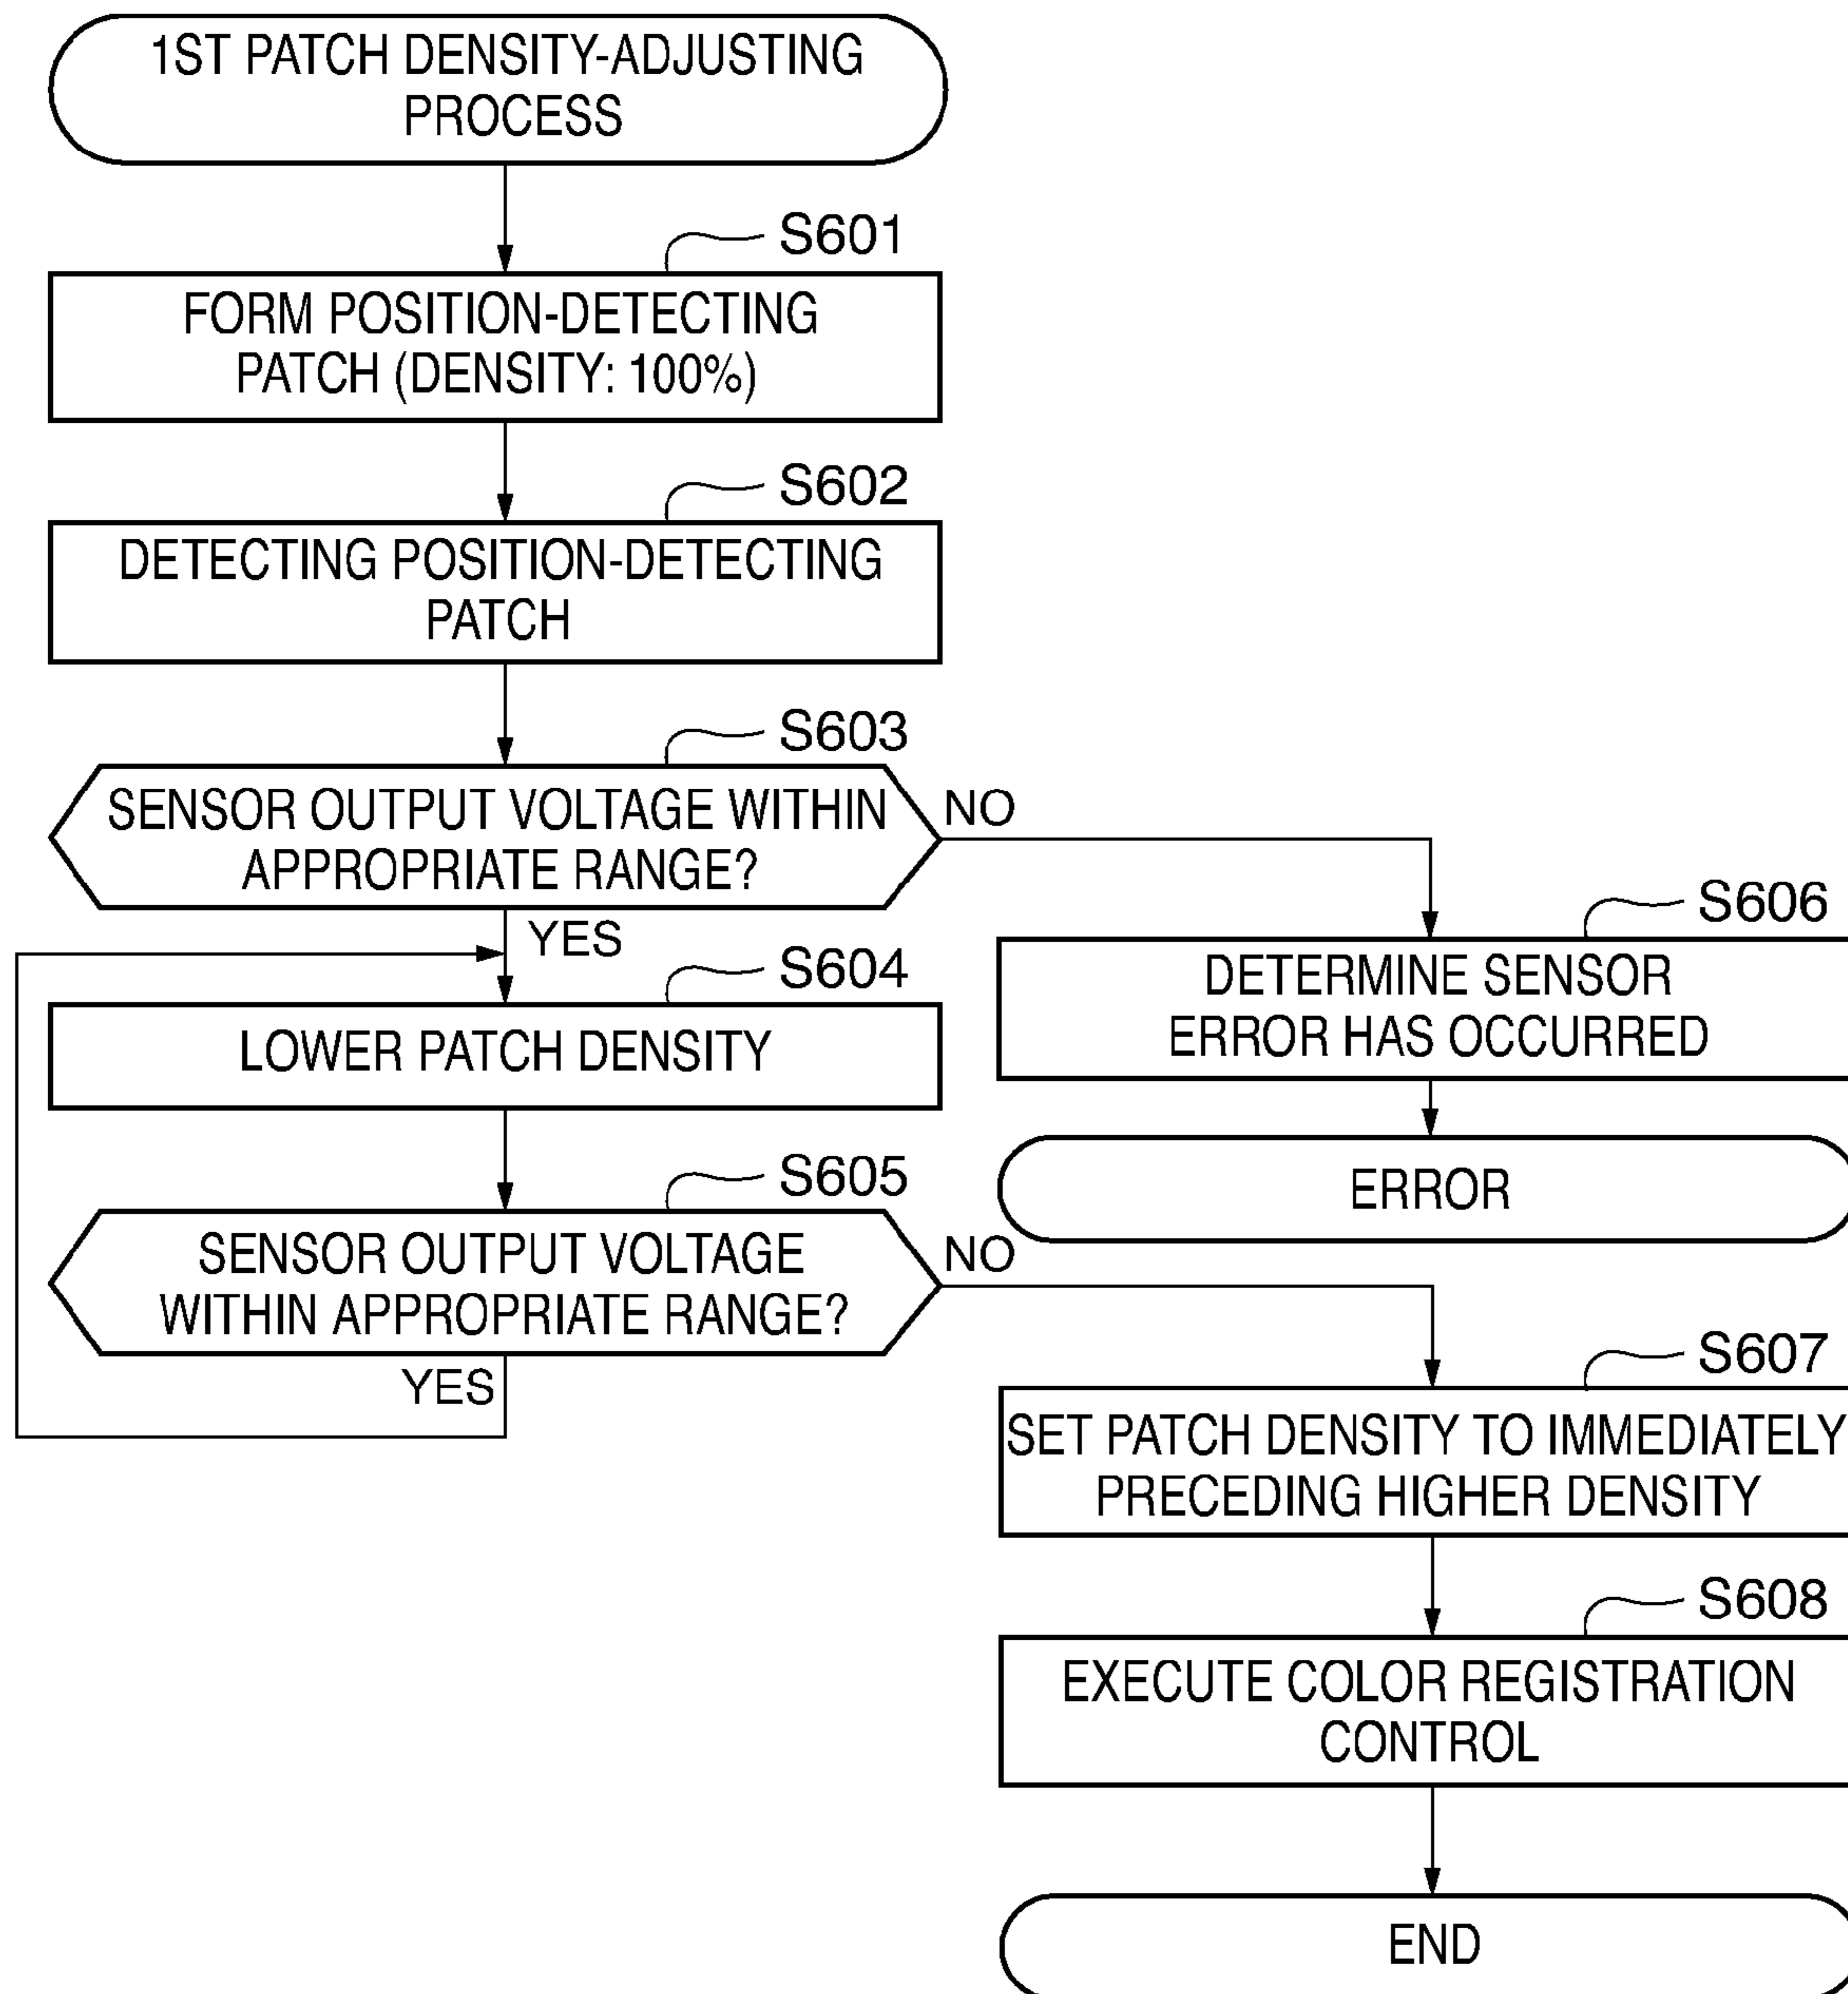 1ST PATCH DENSITY-ADJUSTING
PROCESS
S601
FORM POSITION-DETECTING
PATCH (DENSITY: 100%)
S602
DETECTING POSITION-DETECTING
PATCH
S603
SENSOR OUTPUT VOLTAGE WITHIN
APPROPRIATE RANGE?
NO
YES
S604
LOWER PATCH DENSITY
S605
SENSOR OUTPUT VOLTAGE
WITHIN APPROPRIATE RANGE?
NO
YES
S606
DETERMINE SENSOR
ERROR HAS OCCURRED
ERROR
S607
SET PATCH DENSITY TO IMMEDIATELY
PRECEDING HIGHER DENSITY
S608
EXECUTE COLOR REGISTRATION
CONTROL
END